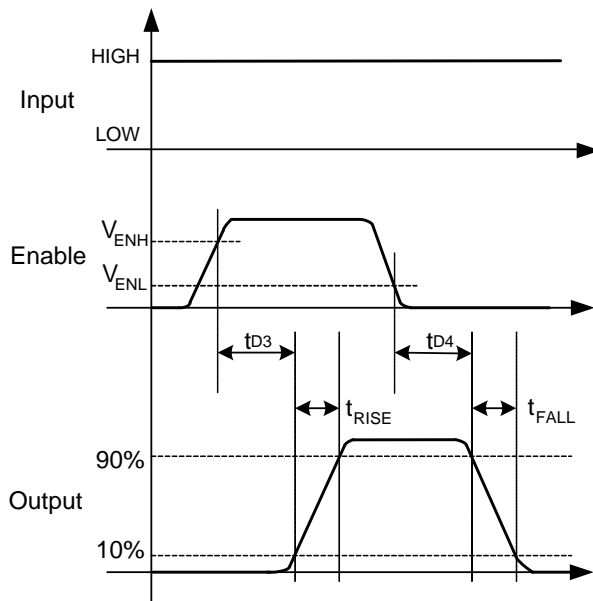 HIGH
Input
LOW
VENH
Enable
VENL
tD3
tD4
tRISE
tFALL
90%
Output
10%